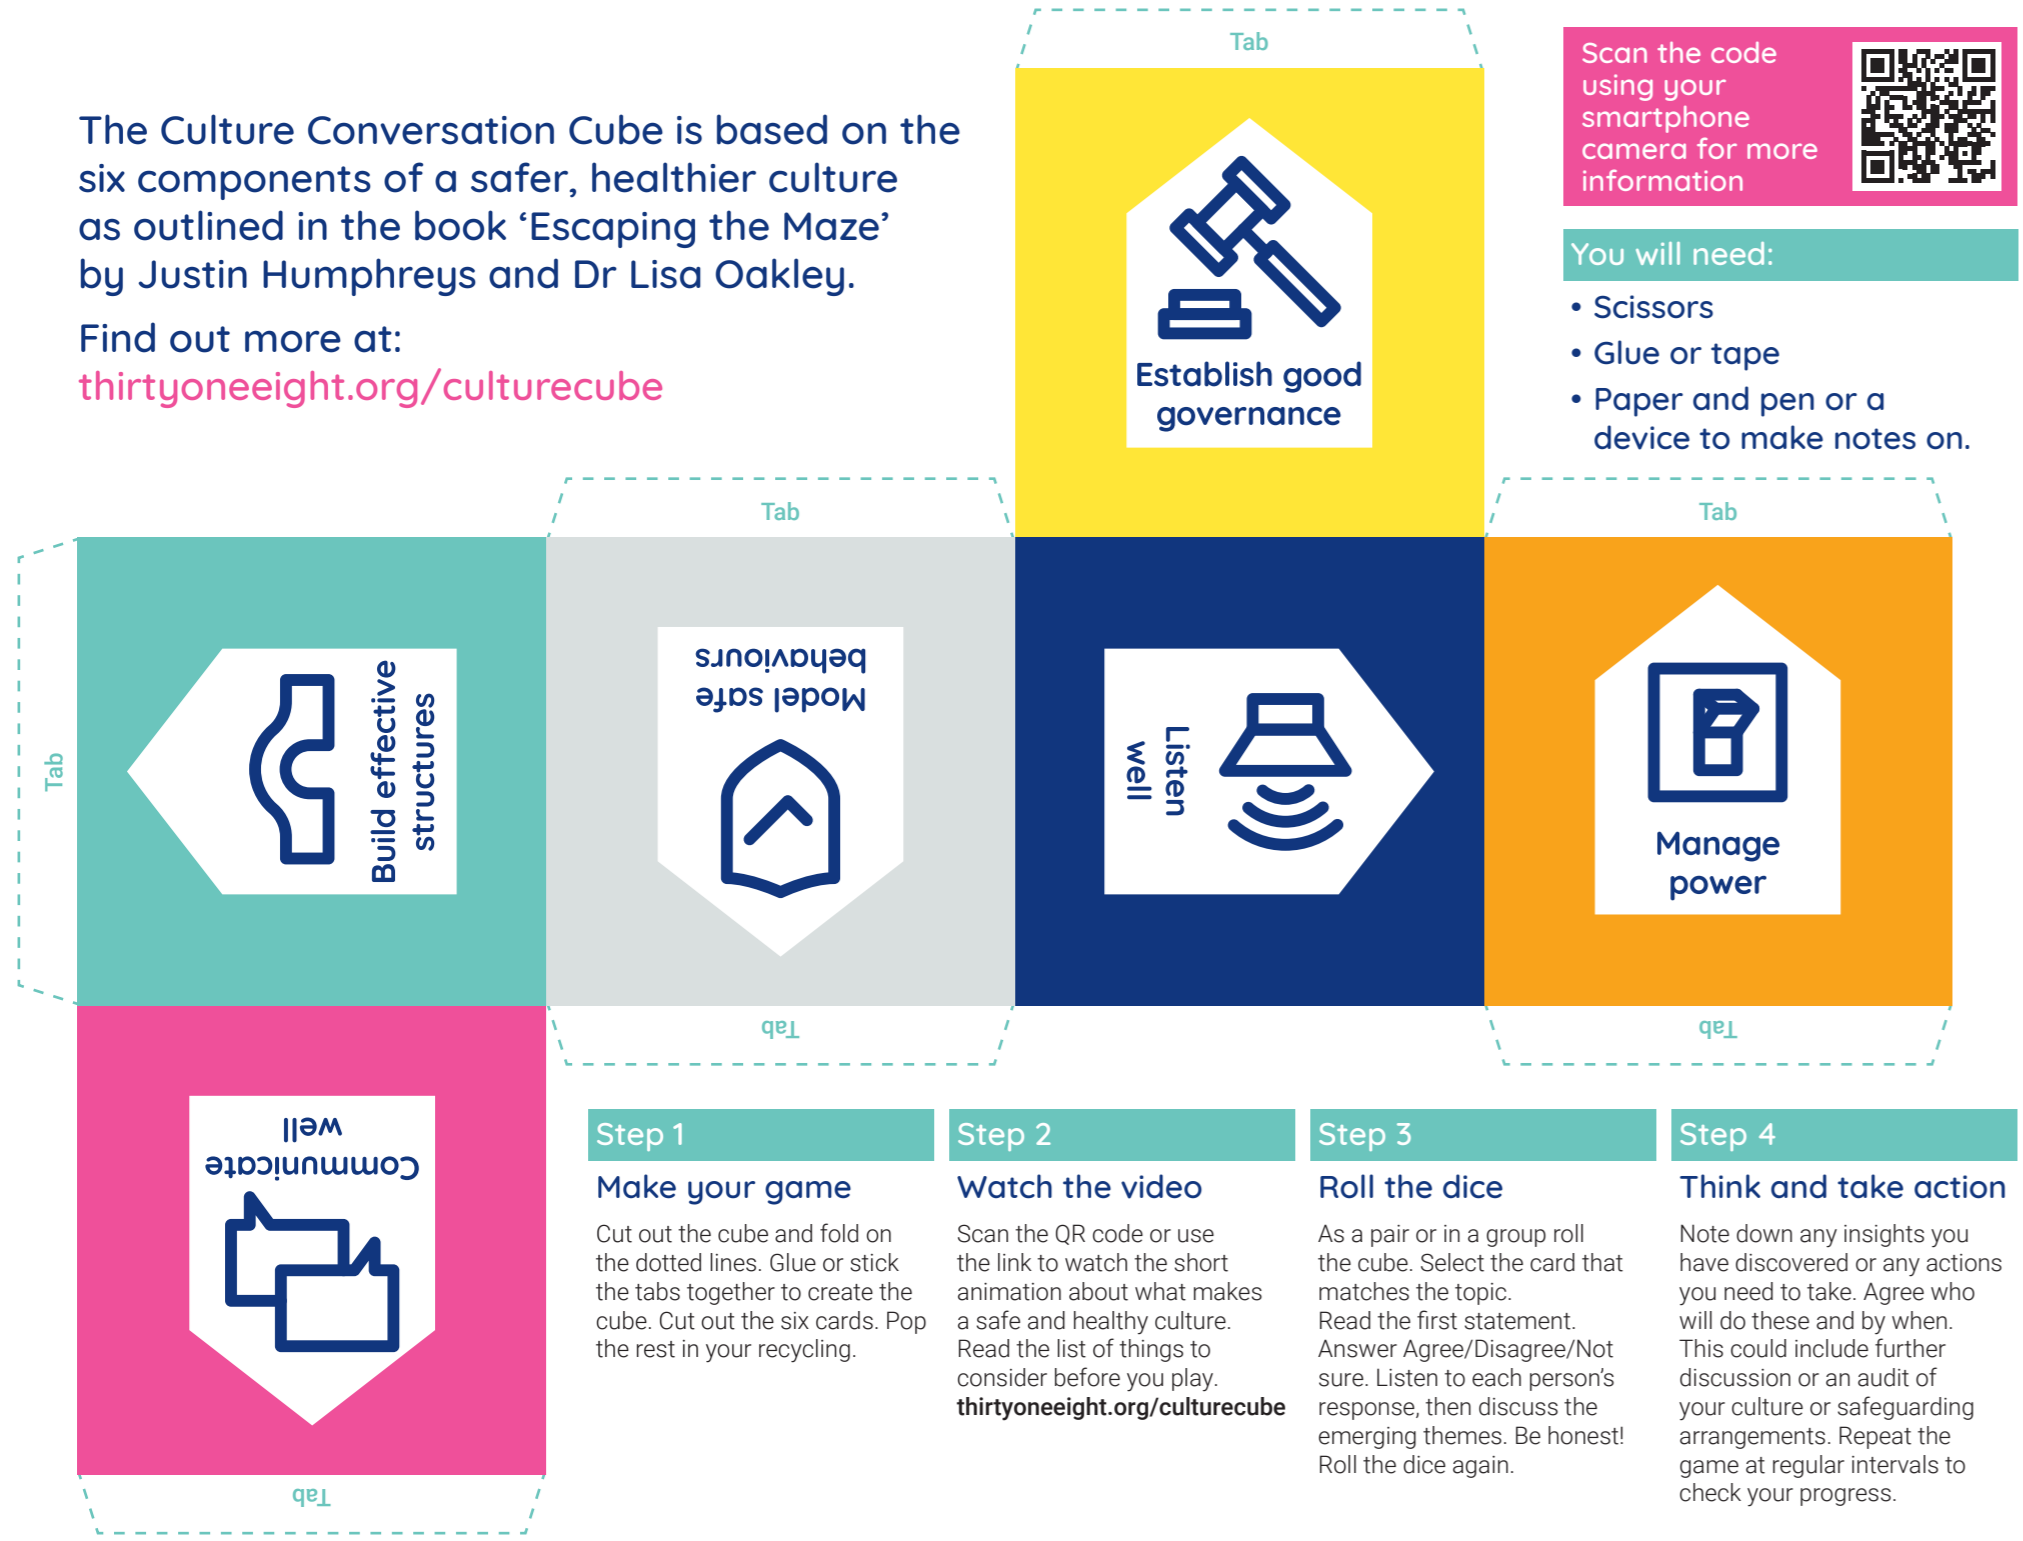 The Culture Conversation Cube is based on the
six components of a safer, healthier culture
as outlined in the book ‘Escaping the Maze’
by Justin Humphreys and Dr Lisa Oakley.
Find out more at:
thirtyoneeight.org/culturecube
Tab
Establish good
governance
Scan the code
using your
smartphone
camera for more
information
You will need:
• Scissors
• Glue or tape
• Paper and pen or a
device to make notes on.
Tab
Tab
Tab
Build effective
structures
Model safe
behaviours
Listen
well
Manage
power
Tab
Tab
Communicate
well
Tab
Step 1
Make your game
Cut out the cube and fold on
the dotted lines. Glue or stick
the tabs together to create the
cube. Cut out the six cards. Pop
the rest in your recycling.
Step 2
Watch the video
Scan the QR code or use
the link to watch the short
animation about what makes
a safe and healthy culture.
Read the list of things to
consider before you play.
thirtyoneeight.org/culturecube
Step 3
Roll the dice
As a pair or in a group roll
the cube. Select the card that
matches the topic.
Read the first statement.
Answer Agree/Disagree/Not
sure. Listen to each person’s
response, then discuss the
emerging themes. Be honest!
Roll the dice again.
Step 4
Think and take action
Note down any insights you
have discovered or any actions
you need to take. Agree who
will do these and by when.
This could include further
discussion or an audit of
your culture or safeguarding
arrangements. Repeat the
game at regular intervals to
check your progress.